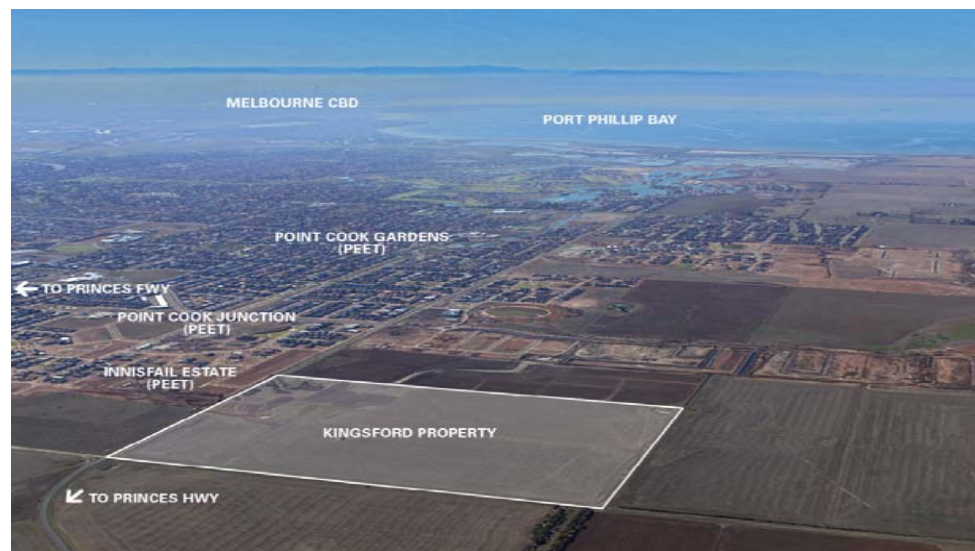 MELBOURNE CBD
PORT PHILLIP BAY
POINT COOK GARDENS
(PEET)
TO PRINCES FWY
POINT COOK JUNCTION
(PEET)
INNISFAIL ESTATE
(PEET)
KINGSFORD PROPERTY
TO PRINCES HWY